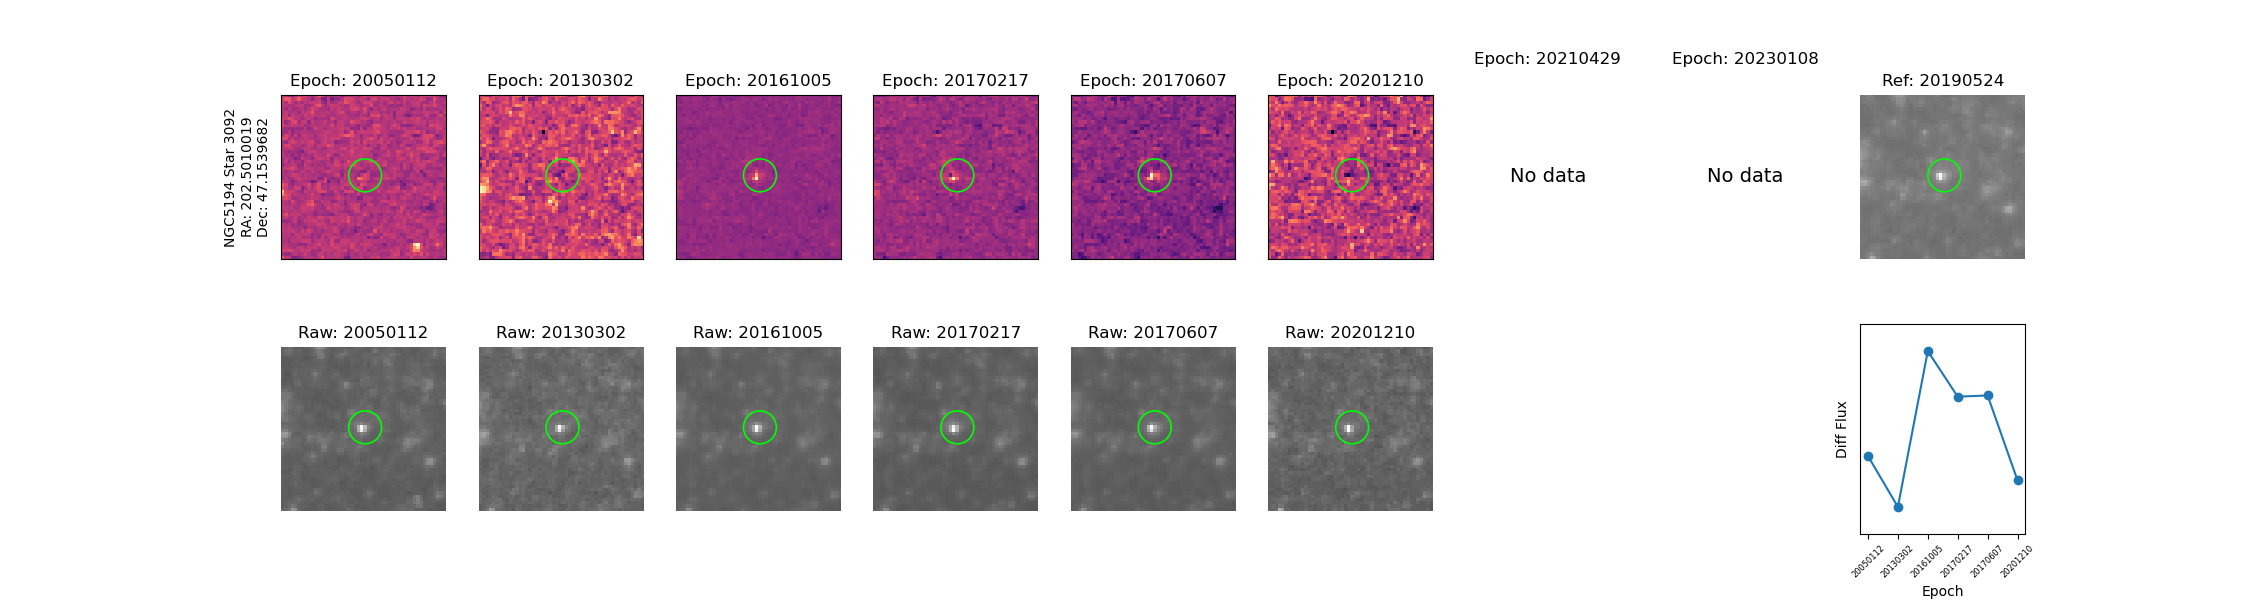 Epoch: 20050112
Epoch: 20130302
Epoch: 20161005
Epoch: 20170217
Epoch: 20170607
Epoch: 20201210
Epoch: 20210429
Epoch: 20230108
Ref: 20190524
NGC5194 Star 3092
RA: 202.5010019
Dec: 47.1539682
No data
No data
Raw: 20050112
Raw: 20130302
Raw: 20161005
Raw: 20170217
Raw: 20170607
Raw: 20201210
Diff Flux
20050112
20130302
20161005
20170217
20170607
20201210
Epoch